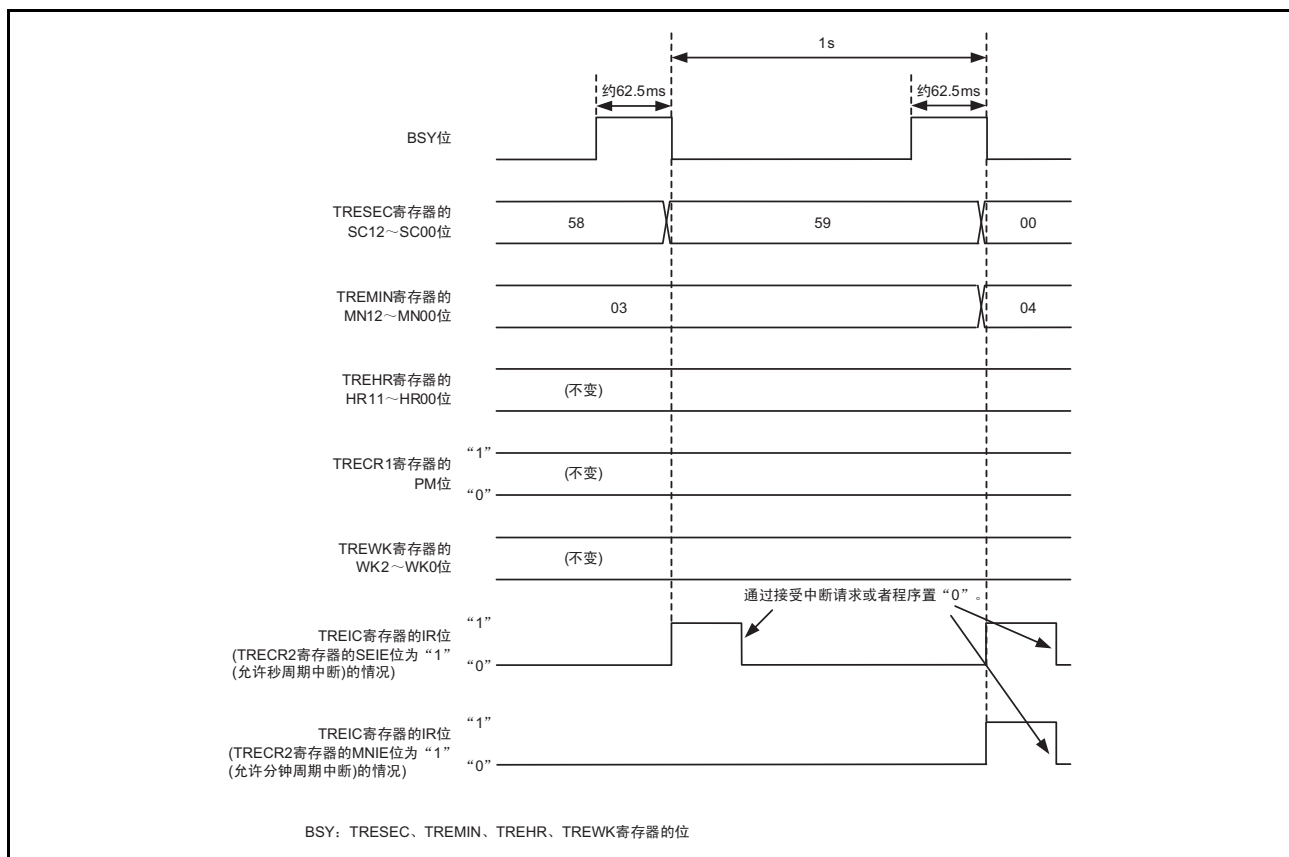 1s
约62.5ms
约62.5ms
BSY位
TRESEC寄存器的
SC12～SC00位
58
59
00
TREMIN寄存器的
MN12～MN00位
03
04
TREHR寄存器的
HR11～HR00位
(不变)
TRECR1寄存器的
PM位
“1”
“0”
(不变)
TREWK寄存器的
WK2～WK0位
(不变)
通过接受中断请求或者程序置“0”。
TREIC寄存器的IR位
(TRECR2寄存器的SEIE位为“1”
(允许秒周期中断)的情况)
“1”
“0”
TREIC寄存器的IR位
(TRECR2寄存器的MNIE位为“1”
(允许分钟周期中断)的情况)
“1”
“0”
BSY：TRESEC、TREMIN、TREHR、TREWK寄存器的位